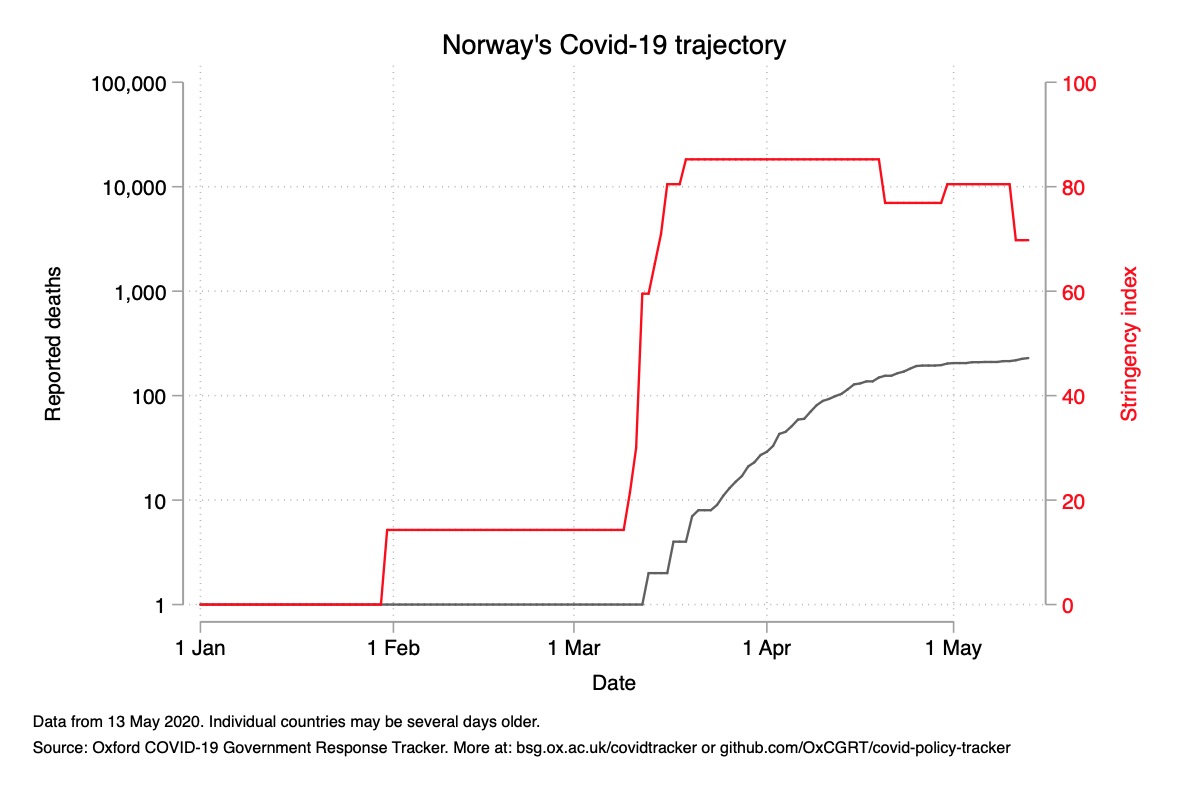 Norway's Covid-19 trajectory
100,000
10,000
1,000
100
10
1
Reported deaths
100
80
60
40
20
0
Stringency index
1 Jan
1 Feb
1 Mar
1 Apr
1 May
Date
Data from 13 May 2020. Individual countries may be several days older.
Source: Oxford COVID-19 Government Response Tracker. More at: bsg.ox.ac.uk/covidtracker or github.com/OxCGRT/covid-policy-tracker